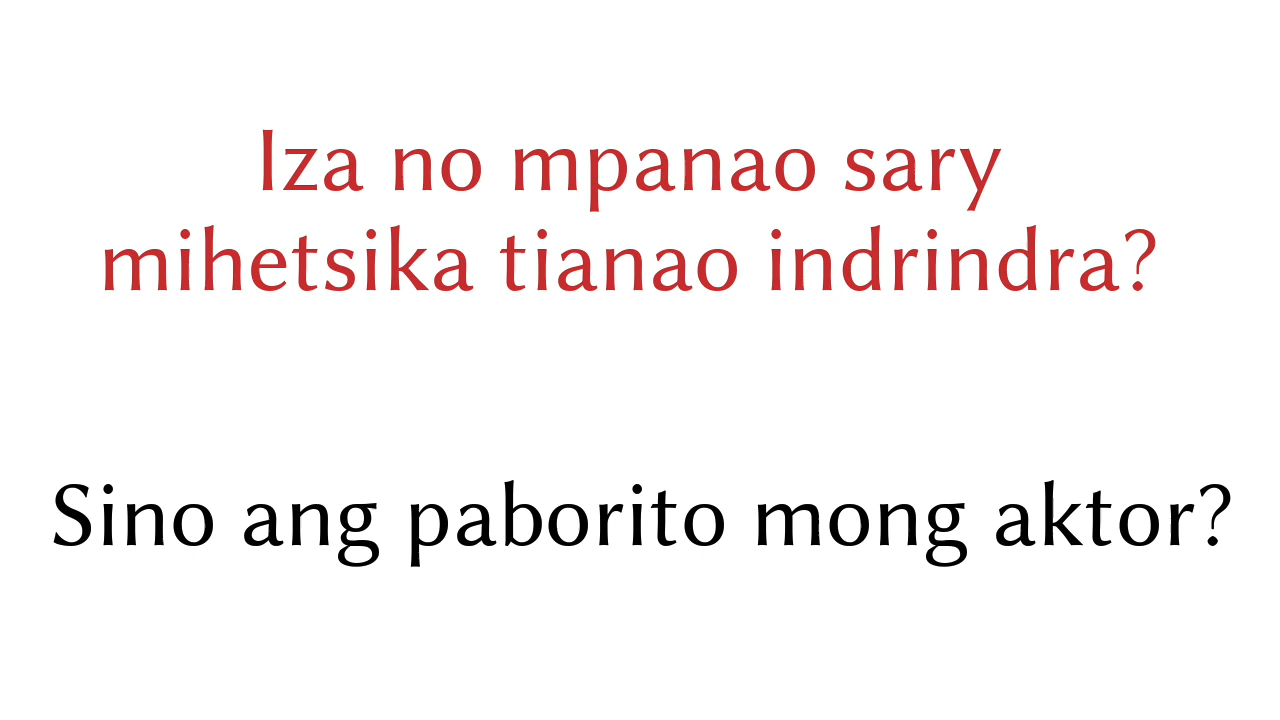 Iza no mpanao sary
mihetsika tianao indrindra?
Sino ang paborito mong aktor?